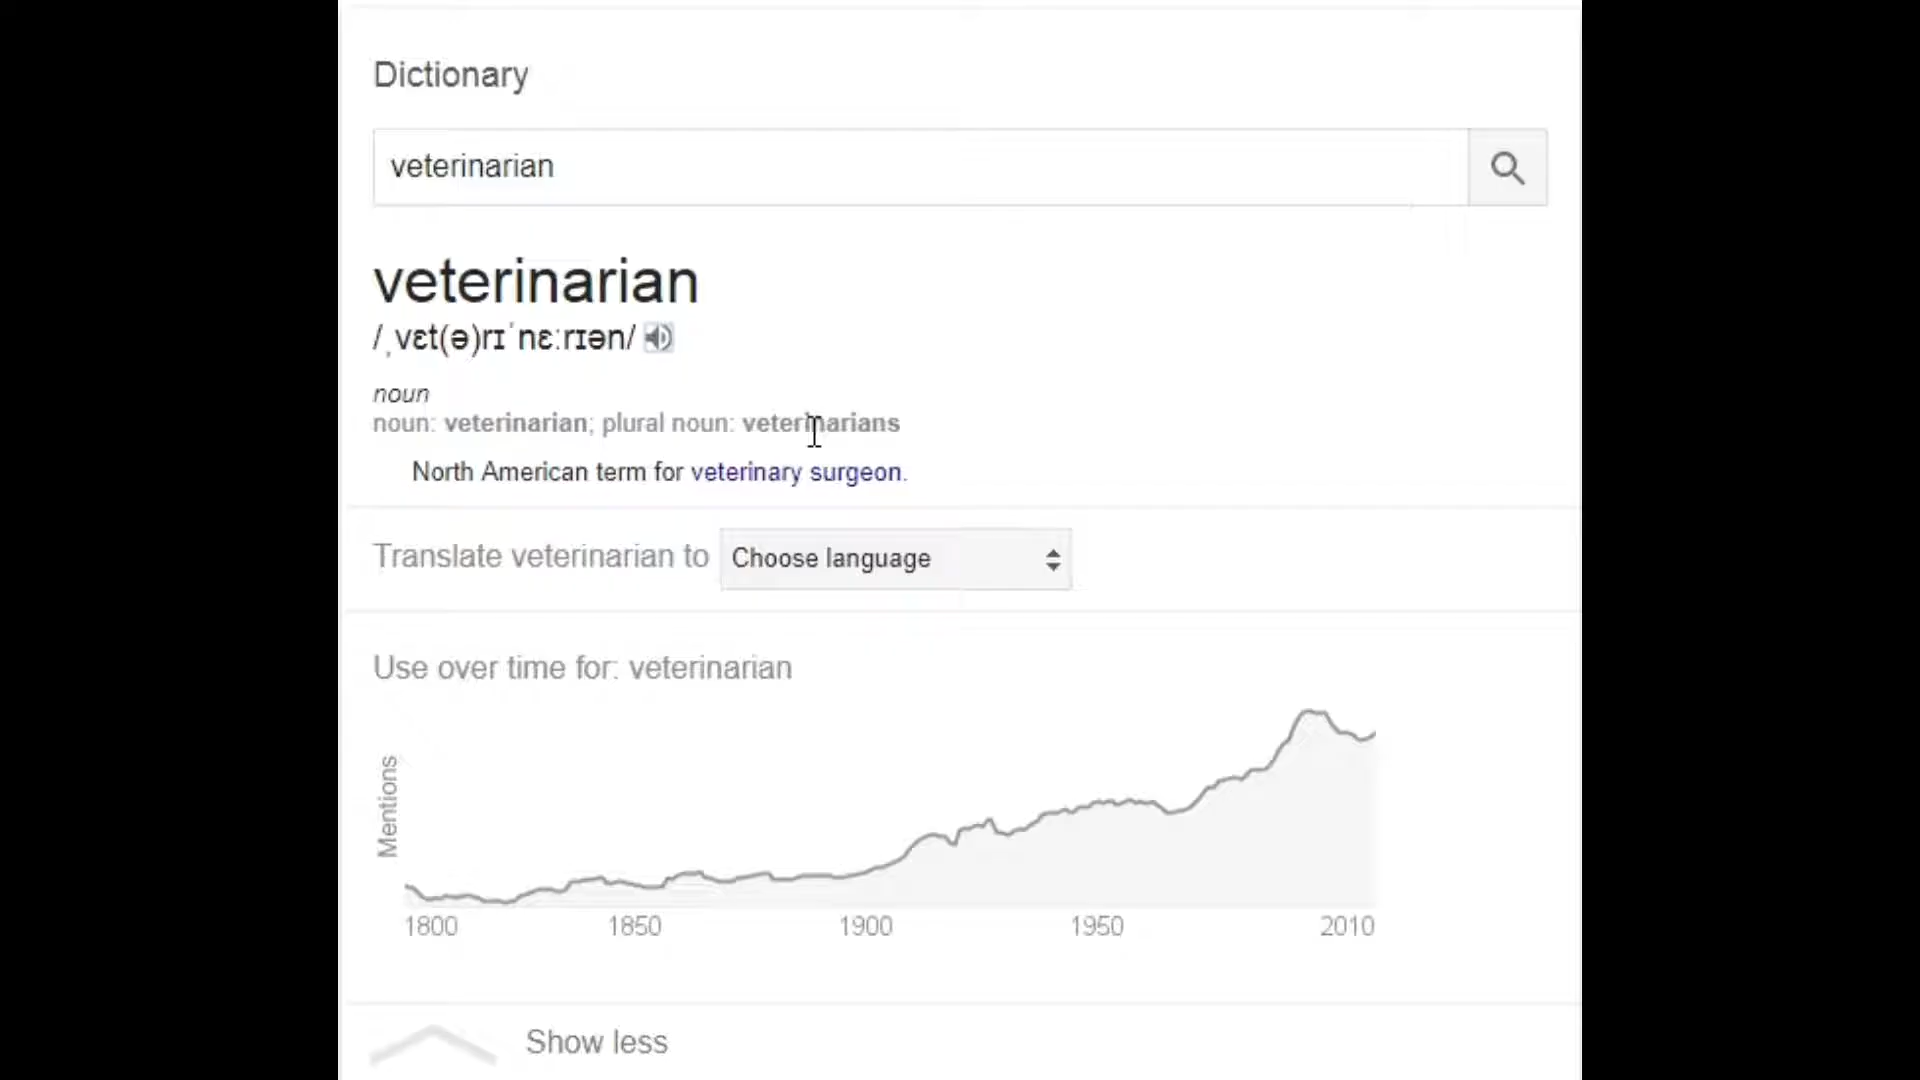 Dictionary
veterinarian
veterinarian
/ˌvɛt(ə)rɪˈnɛːrɪən/
noun
noun: veterinarian; plural noun: veterinarians
North American term for veterinary surgeon.
Translate veterinarian to Choose language
Use over time for: veterinarian
Mentions
1800 1850 1900 1950 2010
Show less